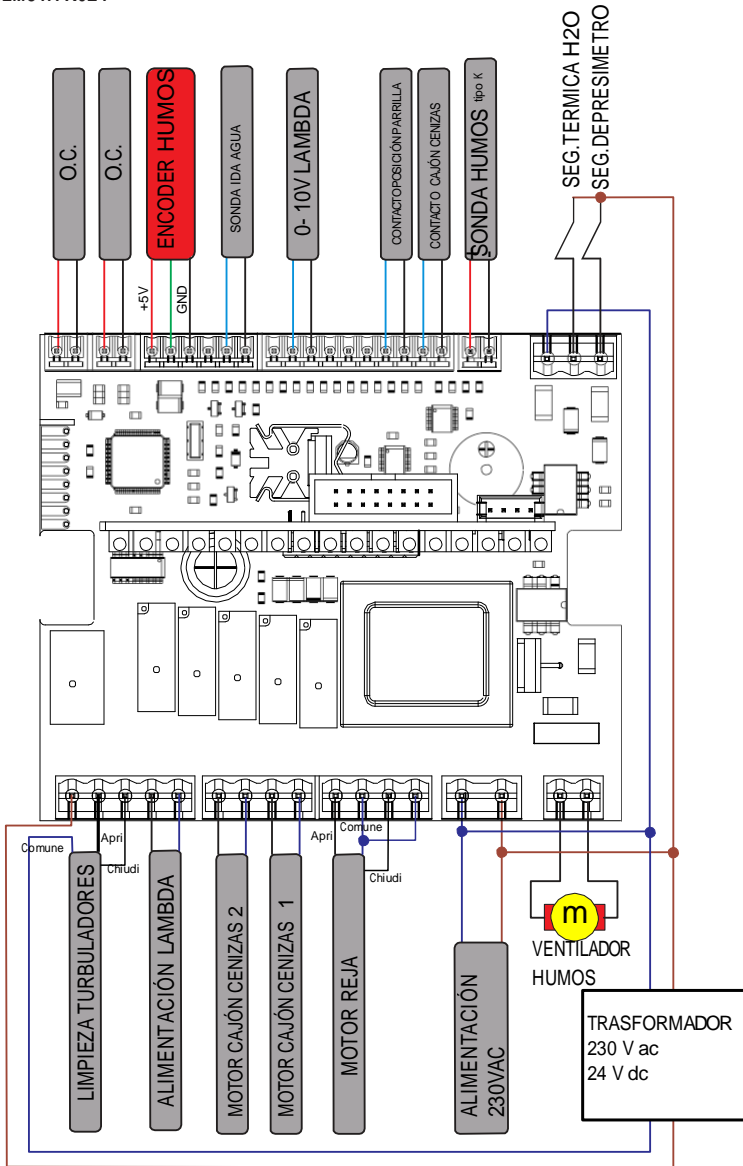 O.C.
O.C.
ENCODER HUMOS
SONDA IDA AGUA
0- 10V LAMBDA
CONTACTO POSICIÓN PARRILLA
CONTACTO CAJÓN CENIZAS
SONDA HUMOS tipo K
+ -
SEG.TERMICA H2O
SEG.DEPRESIMETRO
+5V
GND
Comune
Apri
Chiudi
Apri
Comune
Chiudi
LIMPIEZA TURBULADORES
ALIMENTACIÓN LAMBDA
MOTOR CAJÓN CENIZAS 2
MOTOR CAJÓN CENIZAS 1
MOTOR REJA
ALIMENTACIÓN
230VAC
m
VENTILADOR
HUMOS
TRASFORMADOR
230 V ac
24 V dc